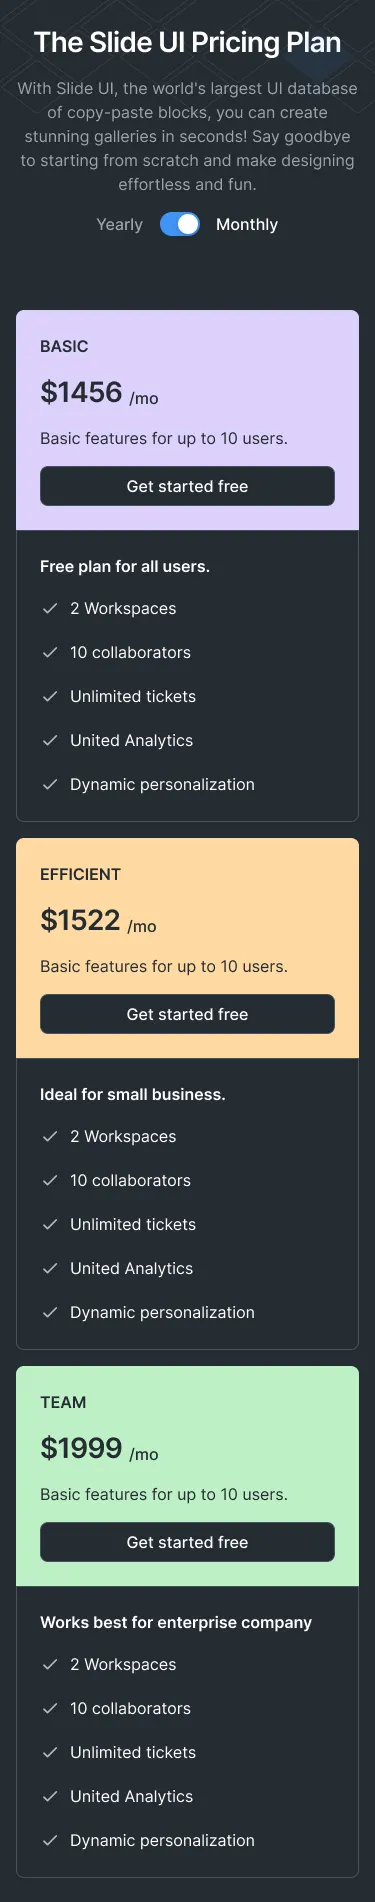 The Slide UI Pricing Plan
With Slide UI, the world's largest UI database
of copy-paste blocks, you can create
stunning galleries in seconds! Say goodbye
to starting from scratch and make designing
effortless and fun.
Yearly Monthly
BASIC
$1456 /mo
Basic features for up to 10 users.
Get started free
Free plan for all users.
2 Workspaces
10 collaborators
Unlimited tickets
United Analytics
Dynamic personalization
EFFICIENT
$1522 /mo
Basic features for up to 10 users.
Get started free
Ideal for small business.
2 Workspaces
10 collaborators
Unlimited tickets
United Analytics
Dynamic personalization
TEAM
$1999 /mo
Basic features for up to 10 users.
Get started free
Works best for enterprise company
2 Workspaces
10 collaborators
Unlimited tickets
United Analytics
Dynamic personalization